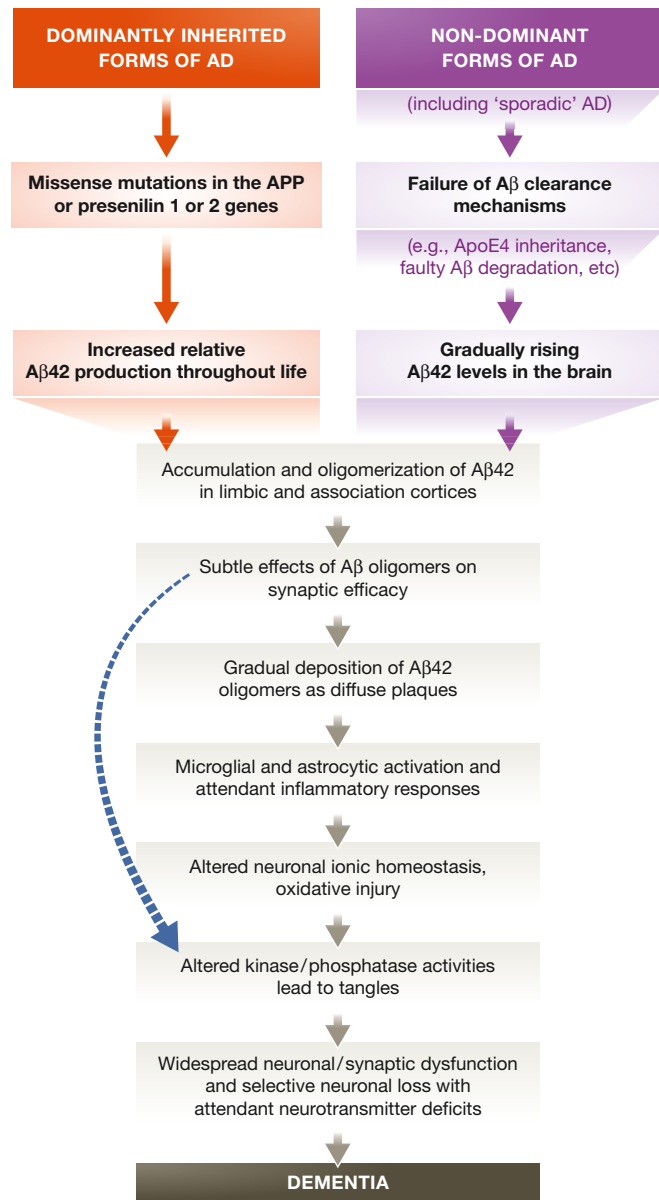 DOMINANTLY INHERITED
FORMS OF AD
Missense mutations in the APP
or presenilin 1 or 2 genes
Increased relative
Aβ42 production throughout life
NON-DOMINANT
FORMS OF AD
(including ‘sporadic’ AD)
Failure of Aβ clearance
mechanisms
(e.g., ApoE4 inheritance,
faulty Aβ degradation, etc)
Gradually rising
Aβ42 levels in the brain
Accumulation and oligomerization of Aβ42
in limbic and association cortices
Subtle effects of Aβ oligomers on
synaptic efficacy
Gradual deposition of Aβ42
oligomers as diffuse plaques
Microglial and astrocytic activation and
attendant inflammatory responses
Altered neuronal ionic homeostasis,
oxidative injury
Altered kinase/phosphatase activities
lead to tangles
Widespread neuronal/synaptic dysfunction
and selective neuronal loss with
attendant neurotransmitter deficits
DEMENTIA